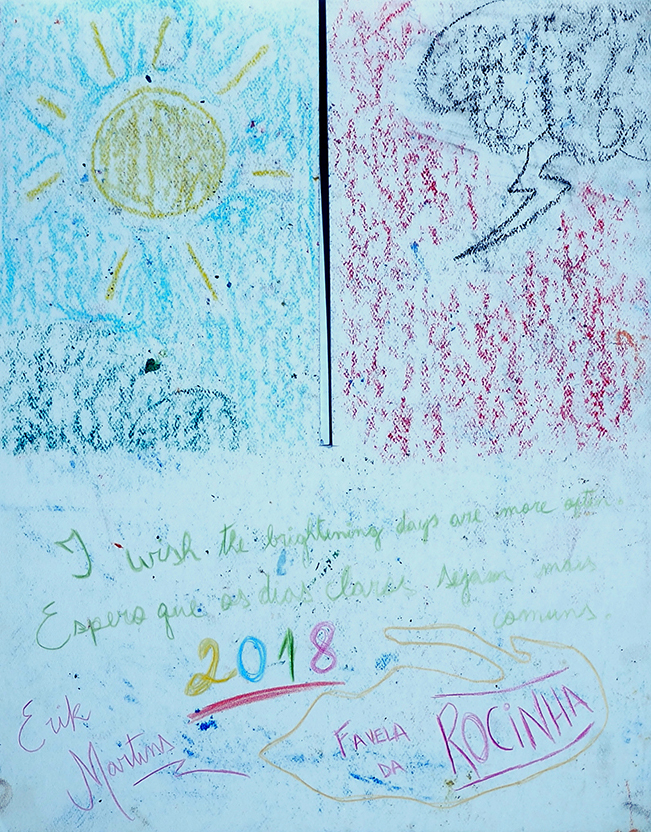 I wish the brightining days are more often.
Espero que os dias claros sejam mais
comuns.
2018
Erik
Martins
FAVELA
DA
ROCINHA